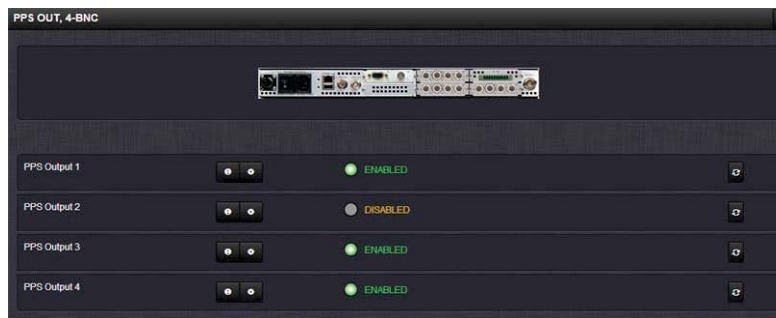 PPS OUT, 4-BNC
PPS Output 1 ENABLED
PPS Output 2 DISABLED
PPS Output 3 ENABLED
PPS Output 4 ENABLED